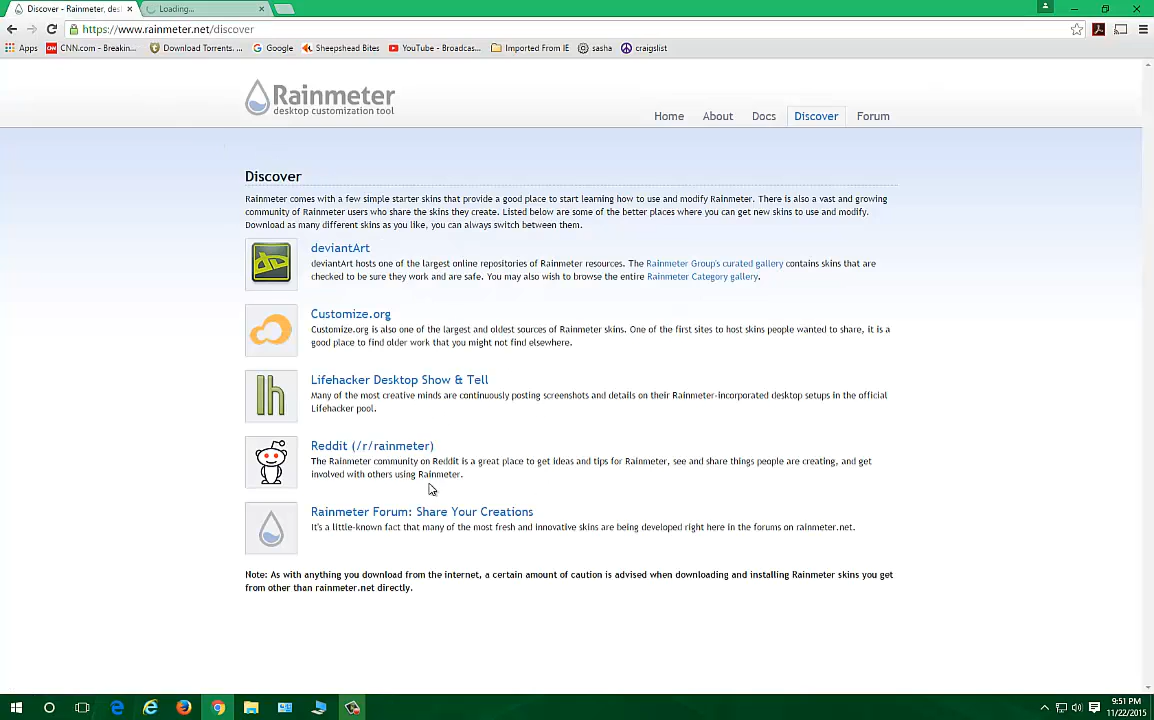 Discover - Rainmeter, des
Loading...
https://www.rainmeter.net/discover
Apps
CNN.com - Breakin...
Download Torrents, ...
Google
Sheepshead Bites
YouTube - Broadcas...
Imported From IE
sasha
craigslist
Rainmeter
desktop customization tool
Home
About
Docs
Discover
Forum
Discover
Rainmeter comes with a few simple starter skins that provide a good place to start learning how to use and modify Rainmeter. There is also a vast and growing
community of Rainmeter users who share the skins they create. Listed below are some of the better places where you can get new skins to use and modify.
Download as many different skins as you like, you can always switch between them.
deviantArt
deviantArt hosts one of the largest online repositories of Rainmeter resources. The Rainmeter Group's curated gallery contains skins that are
checked to be sure they work and are safe. You may also wish to browse the entire Rainmeter Category gallery.
Customize.org
Customize.org is also one of the largest and oldest sources of Rainmeter skins. One of the first sites to host skins people wanted to share, it is a
good place to find older work that you might not find elsewhere.
lh
Lifehacker Desktop Show & Tell
Many of the most creative minds are continuously posting screenshots and details on their Rainmeter-incorporated desktop setups in the official
Lifehacker pool.
Reddit (/r/rainmeter)
The Rainmeter community on Reddit is a great place to get ideas and tips for Rainmeter, see and share things people are creating, and get
involved with others using Rainmeter.
Rainmeter Forum: Share Your Creations
It's a little-known fact that many of the most fresh and innovative skins are being developed right here in the forums on rainmeter.net.
Note: As with anything you download from the internet, a certain amount of caution is advised when downloading and installing Rainmeter skins you get
from other than rainmeter.net directly.
9:51 PM
11/22/2015